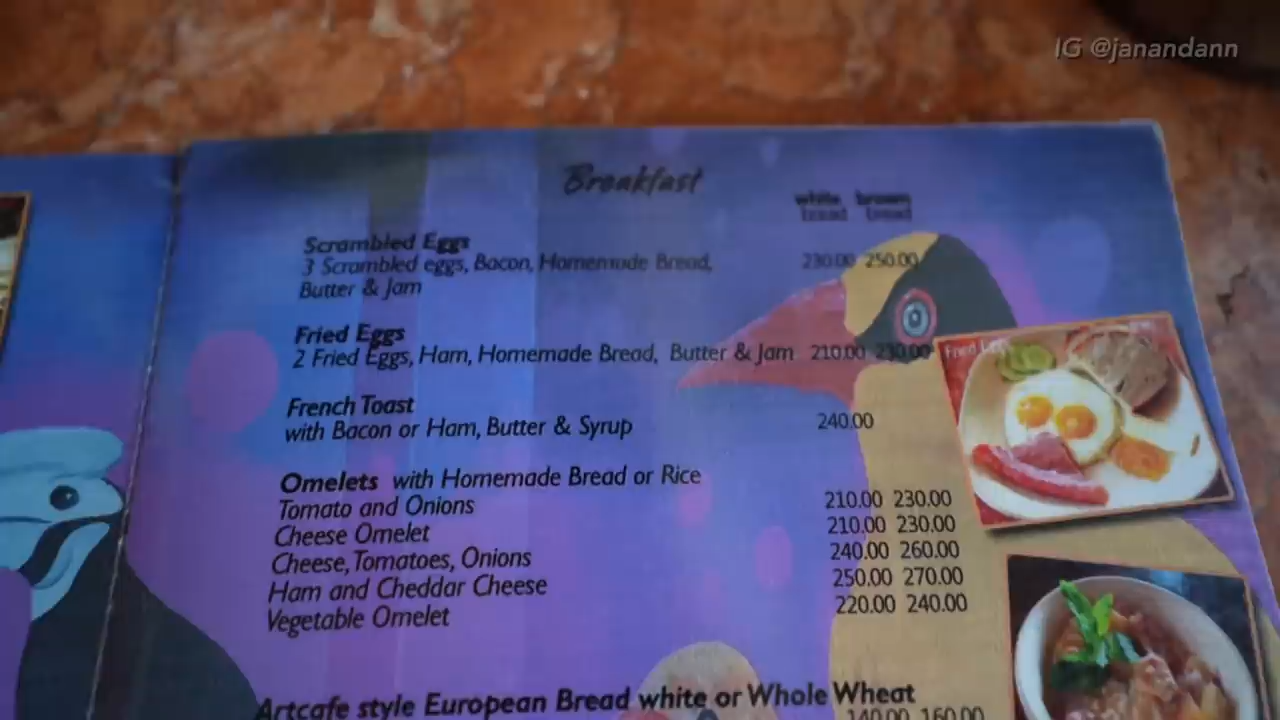 IG @janandann
Breakfast
white brown
bread bread
Scrambled Eggs
3 Scrambled eggs, Bacon, Homemade Bread, 230.00 250.00
Butter & Jam
Fried Eggs
2 Fried Eggs, Ham, Homemade Bread, Butter & Jam 210.00 230.00
Fried Eggs
French Toast
with Bacon or Ham, Butter & Syrup 240.00
Omelets with Homemade Bread or Rice
Tomato and Onions 210.00 230.00
Cheese Omelet 210.00 230.00
Cheese, Tomatoes, Onions 240.00 260.00
Ham and Cheddar Cheese 250.00 270.00
Vegetable Omelet 220.00 240.00
Artcafe style European Bread white or Whole Wheat
140.00 160.00